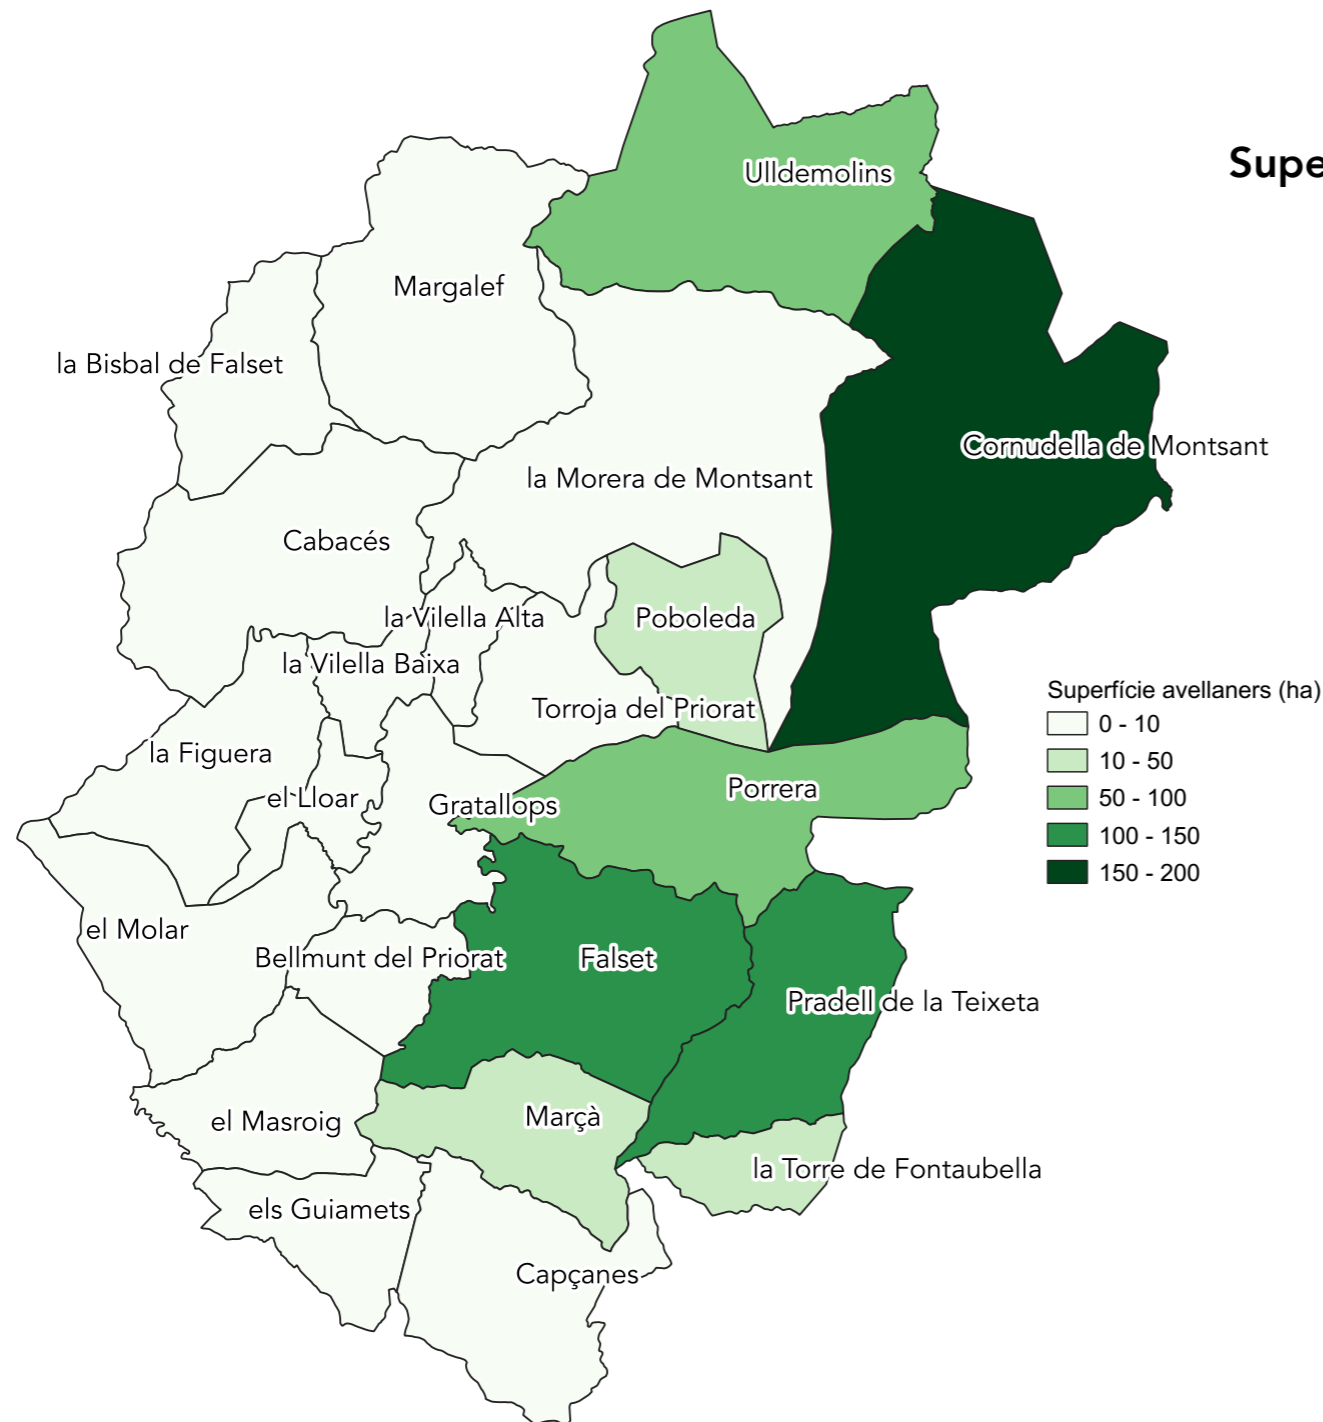 Supe
Ulldemolins
Margalef
la Bisbal de Falset
Cornudella de Montsant
la Morera de Montsant
Cabacés
la Vilella Alta
Poboleda
la Vilella Baixa
Torroja del Priorat
la Figuera
el Lloar
Gratallops
Porrera
Superfície avellaners (ha)
0 - 10
10 - 50
50 - 100
100 - 150
150 - 200
el Molar
Bellmunt del Priorat
Falset
Pradell de la Teixeta
el Masroig
Marçà
la Torre de Fontaubella
els Guiamets
Capçanes